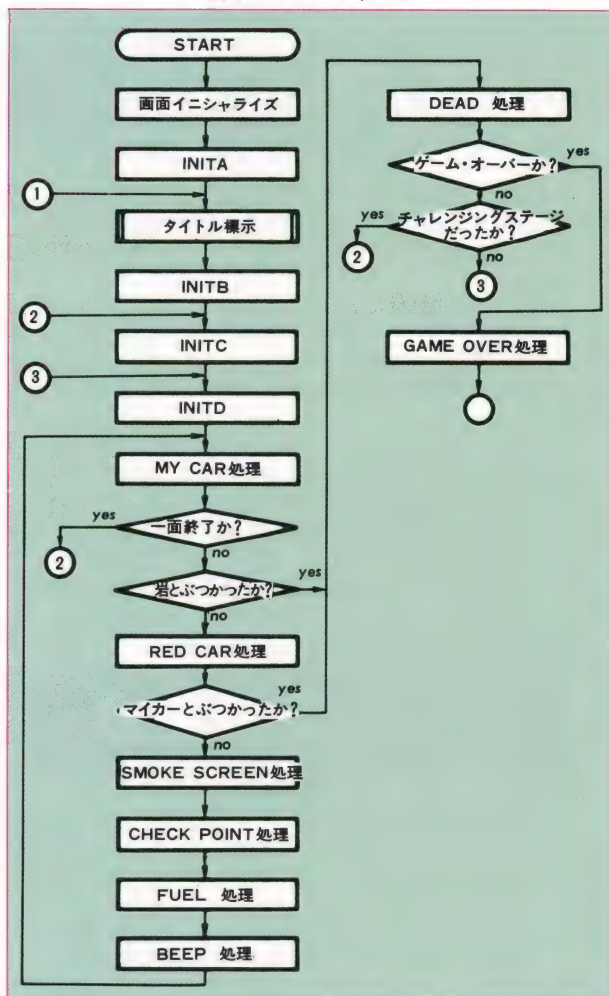 START
画面イニシャライズ
INITA
①
タイトル標示
INITB
②
INITC
③
INITD
MY CAR処理
yes
一面終了か?
②
no
岩とぶつかったか?
yes
no
RED CAR処理
yes
マイカーとぶつかったか?
no
SMOKE SCREEN処理
CHECK POINT処理
FUEL 処理
BEEP 処理
DEAD 処理
ゲーム・オーバーか?
yes
no
yes
チャレンジングステージ
だったか?
②
no
③
GAME OVER処理